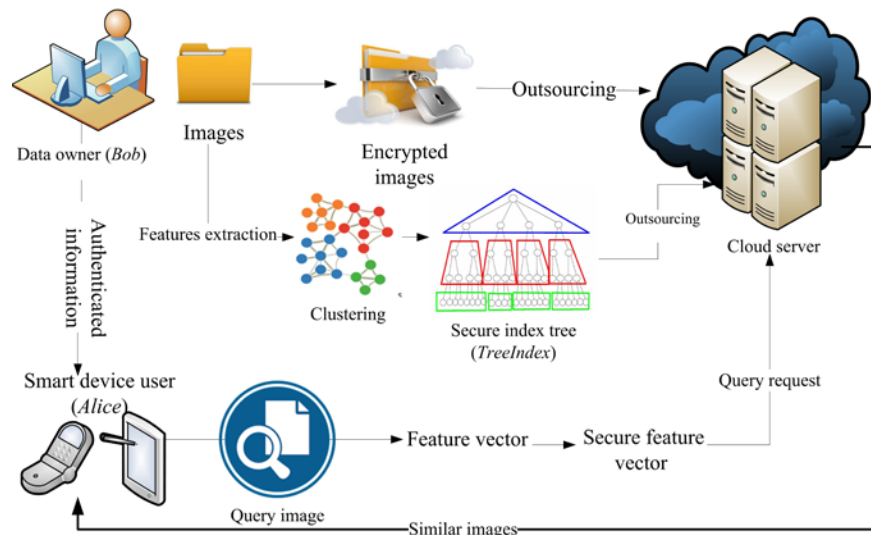 Data owner (Bob)
Images
Encrypted
images
Outsourcing
Cloud server
Authenticated
information
Features extraction
Clustering
Secure index tree
(TreeIndex)
Outsourcing
Smart device user
(Alice)
Query image
Feature vector
Secure feature
vector
Query request
Similar images